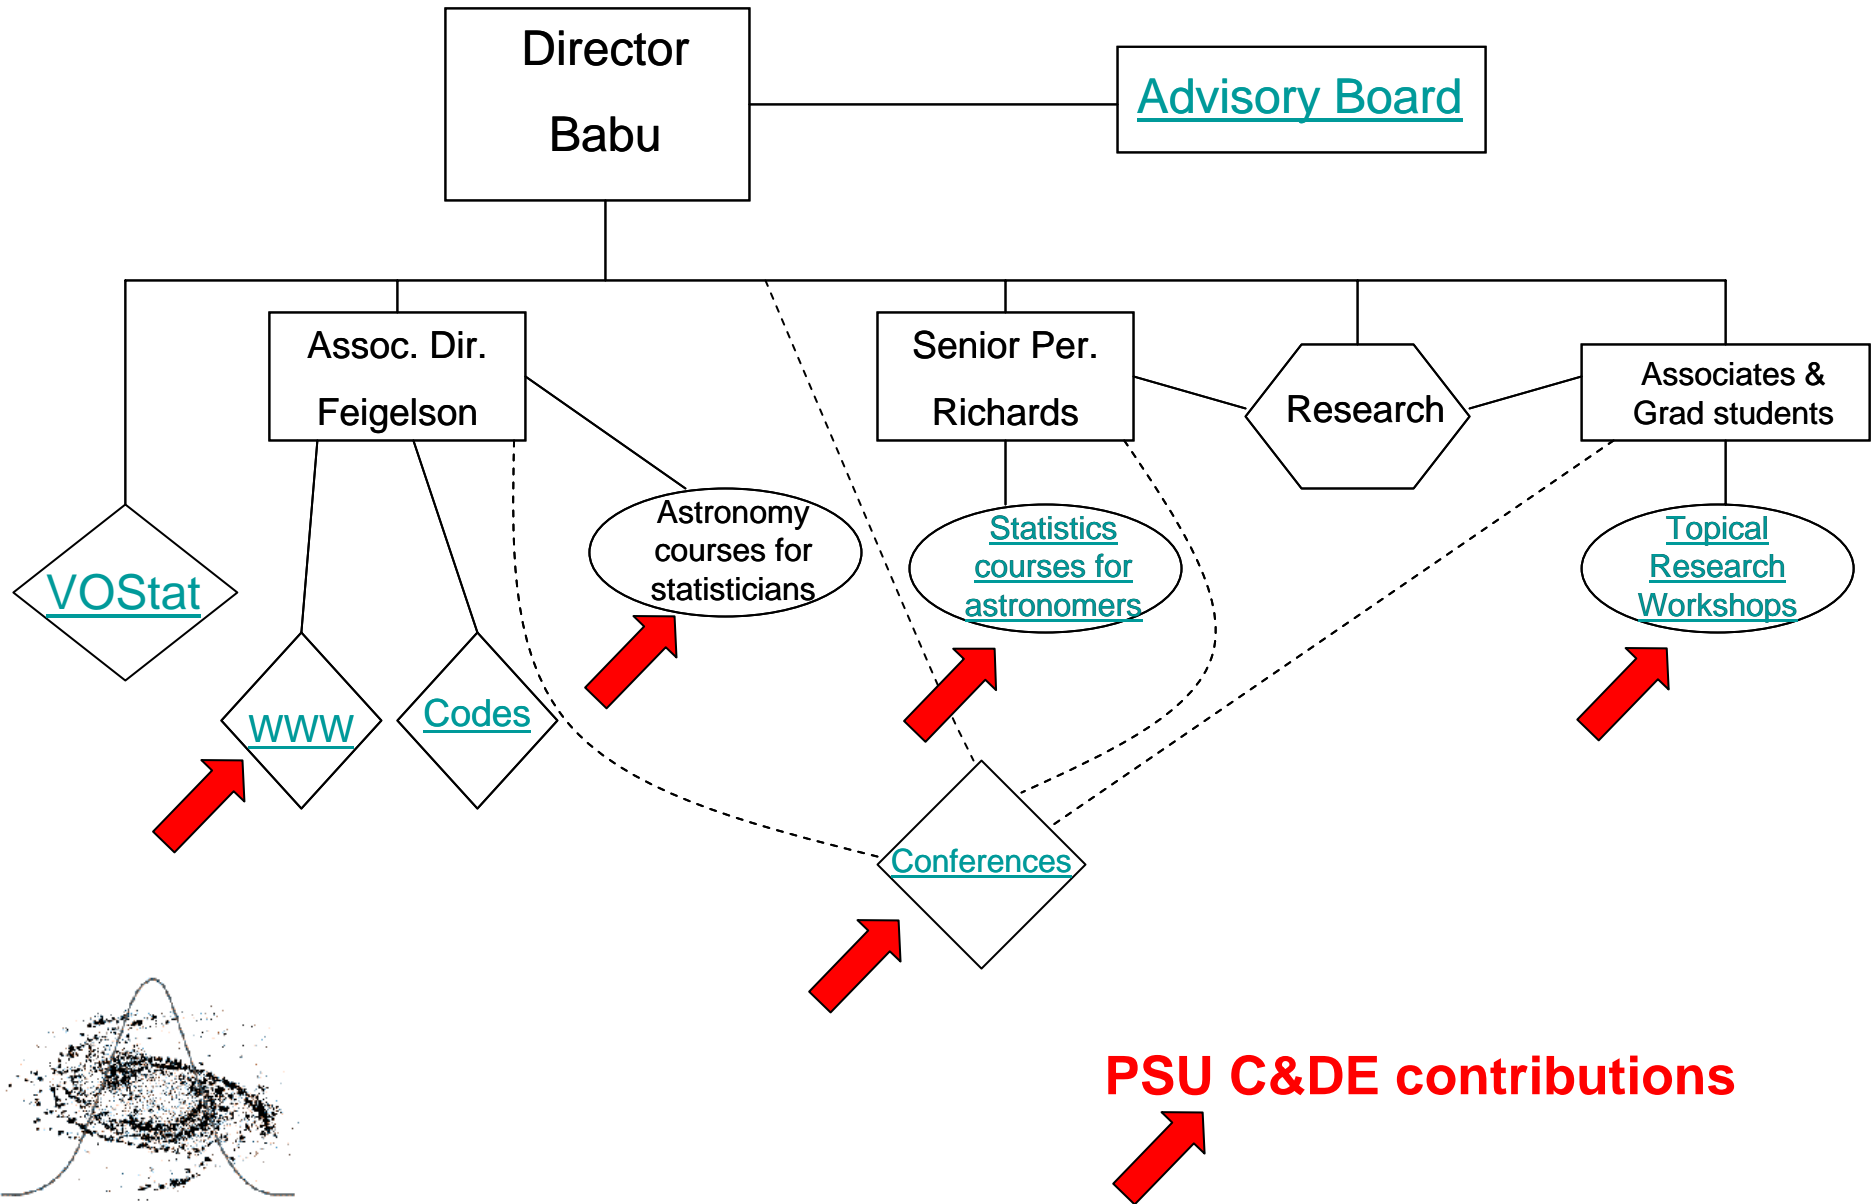 Director
Babu
Advisory Board
Assoc. Dir.
Feigelson
Senior Per.
Richards
Research
Associates &
Grad students
VOStat
WWW
Codes
Astronomy
courses for
statisticians
Statistics
courses for
astronomers
Topical
Research
Workshops
Conferences
PSU C&DE contributions